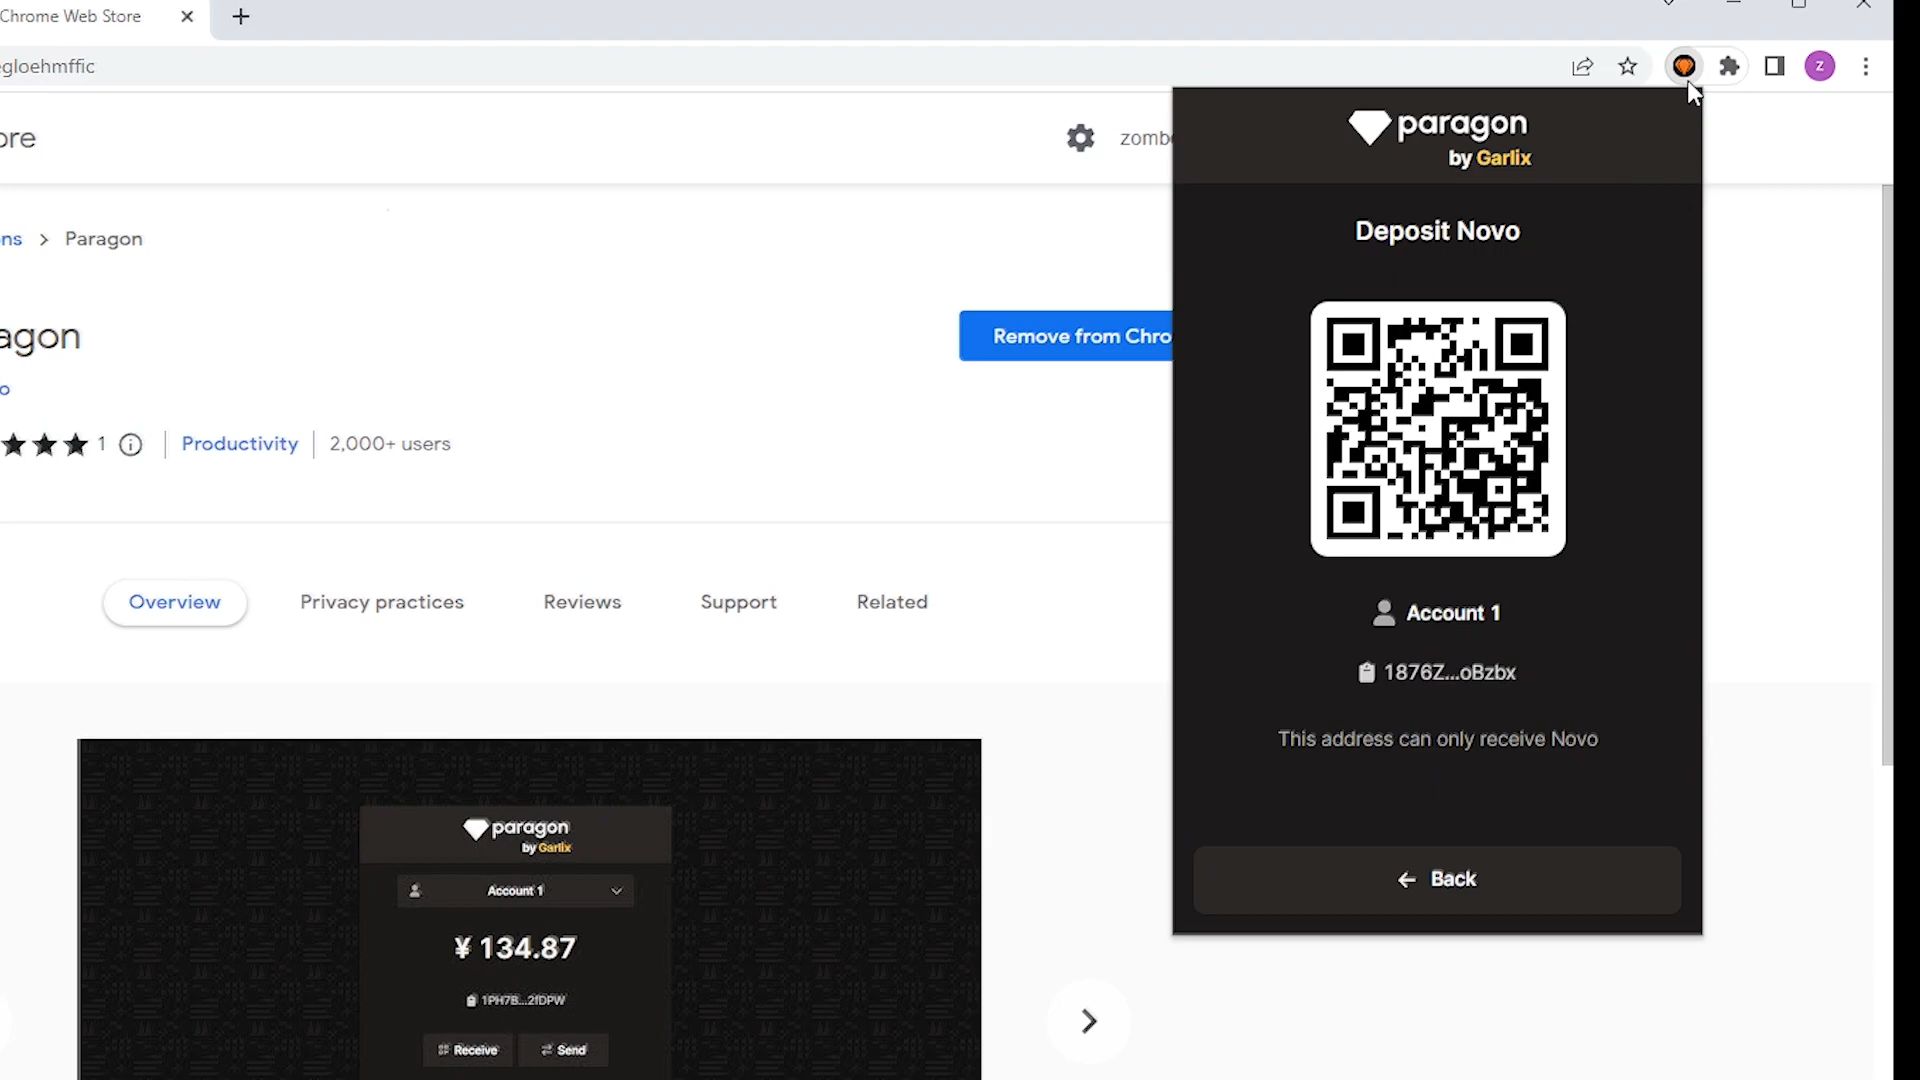 Chrome Web Store
egloehmffic
z
ore
zomb
paragon
by Garlix
Deposit Novo
ns > Paragon
agon
Remove from Chro
o
1
Productivity
2,000+ users
Overview
Privacy practices
Reviews
Support
Related
Account 1
1876Z...oBzbx
This address can only receive Novo
← Back
paragon
by Garlix
Account 1
¥ 134.87
1PH7B...2fDPW
Receive
Send